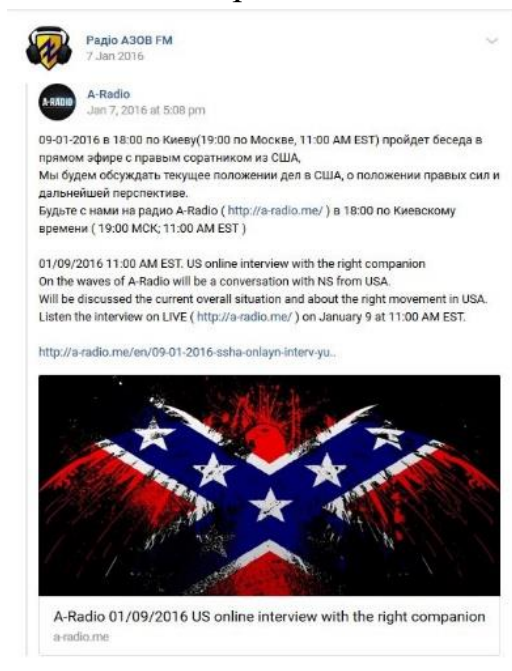 Радіо АЗОВ FM
7 Jan 2016
A-RADIO
A-Radio
Jan 7, 2016 at 5:08 pm
09-01-2016 в 18:00 по Киеву(19:00 по Москве, 11:00 AM EST) пройдет беседа в
прямом эфире с правым соратником из США,
Мы будем обсуждать текущее положении дел в США, о положении правых сил и
дальнейшей перспективе.
Будьте с нами на радио A-Radio ( http://a-radio.me/ ) в 18:00 по Киевскому
времени ( 19:00 МСК; 11:00 AM EST )
01/09/2016 11:00 AM EST. US online interview with the right companion
On the waves of A-Radio will be a conversation with NS from USA.
Will be discussed the current overall situation and about the right movement in USA.
Listen the interview on LIVE ( http://a-radio.me/ ) on January 9 at 11:00 AM EST.
http://a-radio.me/en/09-01-2016-ssha-onlayn-interv-yu..
A-Radio 01/09/2016 US online interview with the right companion
a-radio.me